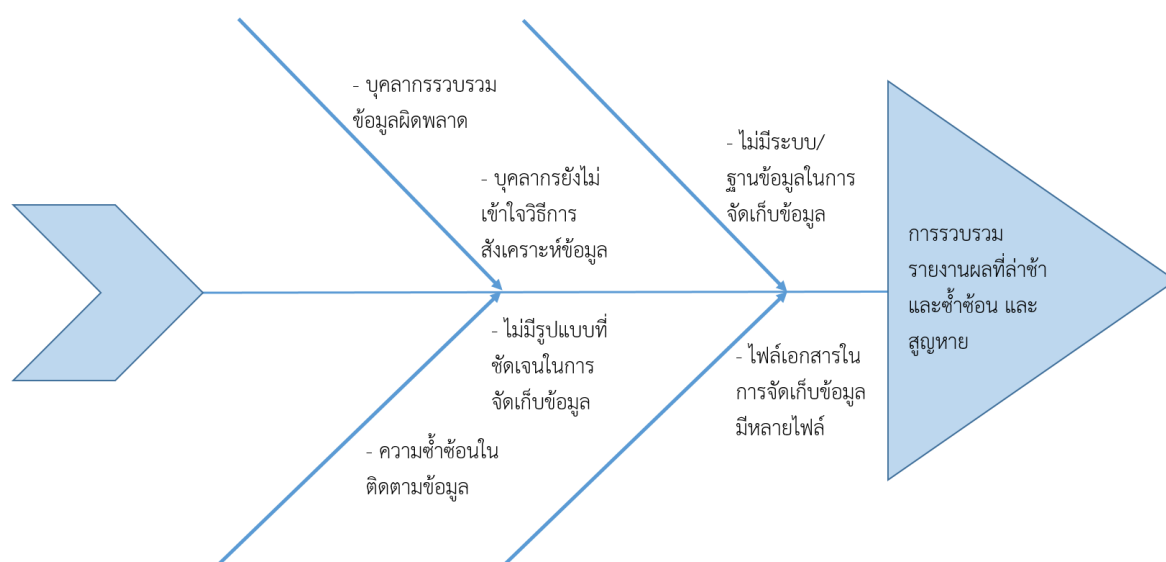 - บุคลากรรวบรวม
ข้อมูลผิดพลาด
- บุคลากรยังไม่
เข้าใจวิธีการ
สังเคราะห์ข้อมูล
- ไม่มีระบบ/
ฐานข้อมูลในการ
จัดเก็บข้อมูล
การรวบรวม
รายงานผลที่ล่าช้า
และซ้ำซ้อน และ
สูญหาย
- ไม่มีรูปแบบที่
ชัดเจนในการ
จัดเก็บข้อมูล
- ความซ้ำซ้อนใน
ติดตามข้อมูล
- ไฟล์เอกสารใน
การจัดเก็บข้อมูล
มีหลายไฟล์